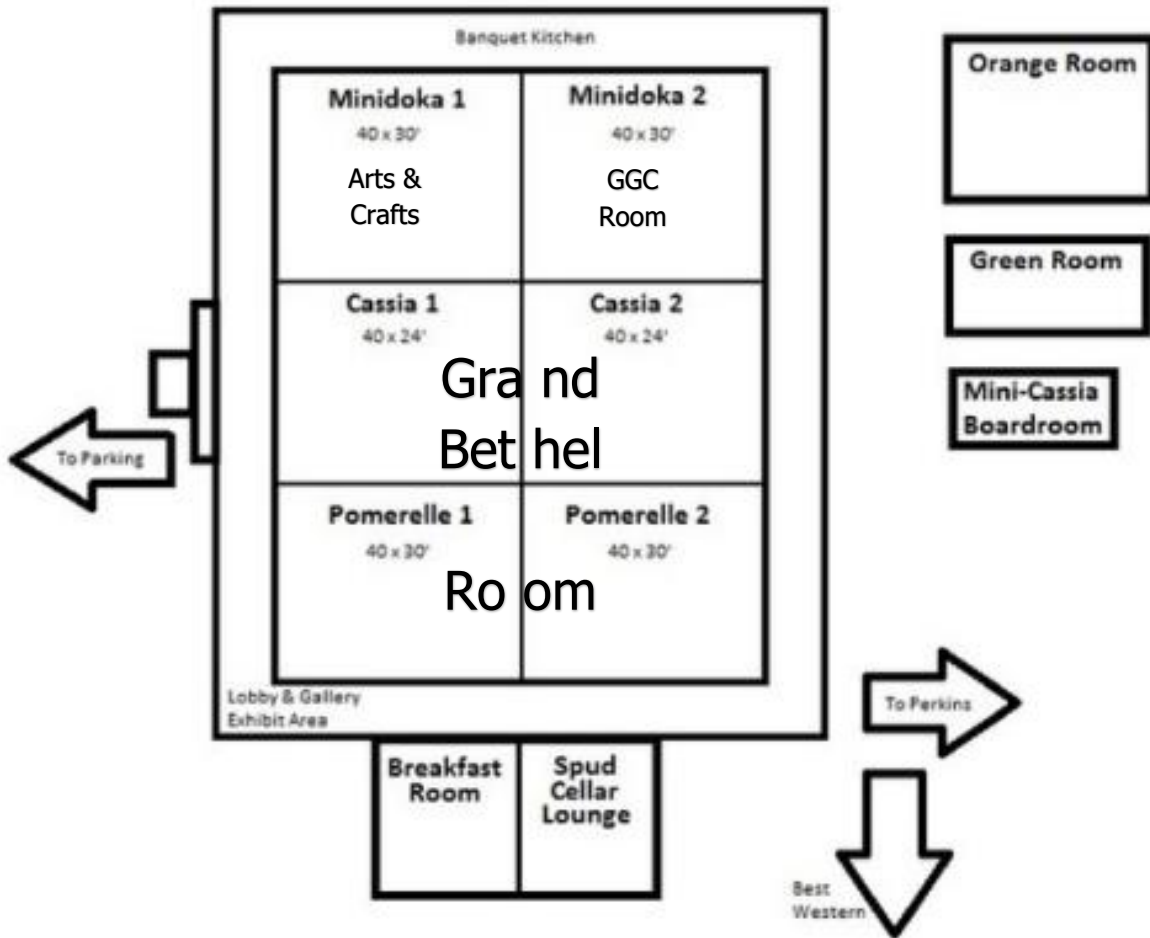 Banquet Kitchen
Minidoka 1
40 x 30'
Arts &
Crafts
Minidoka 2
40 x 30'
GGC
Room
Cassia 1
40 x 24'
Cassia 2
40 x 24'
Gra nd
Bet hel
Pomerelle 1
40 x 30'
Pomerelle 2
40 x 30'
Ro om
Lobby & Gallery
Exhibit Area
Breakfast
Room
Spud
Cellar
Lounge
To Parking
Orange Room
Green Room
Mini-Cassia
Boardroom
To Perkins
Best
Western